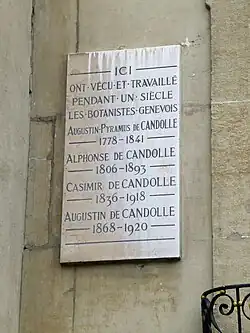 ICI
ONT·VÉCU·ET·TRAVAILLÉ
PENDANT·UN·SIÈCLE
LES·BOTANISTES·GENEVOIS
AUGUSTIN-PYRAMUS DE CANDOLLE
1778-1841
ALPHONSE DE CANDOLLE
1806-1893
CASIMIR DE CANDOLLE
1836-1918
AUGUSTIN DE CANDOLLE
1868-1920